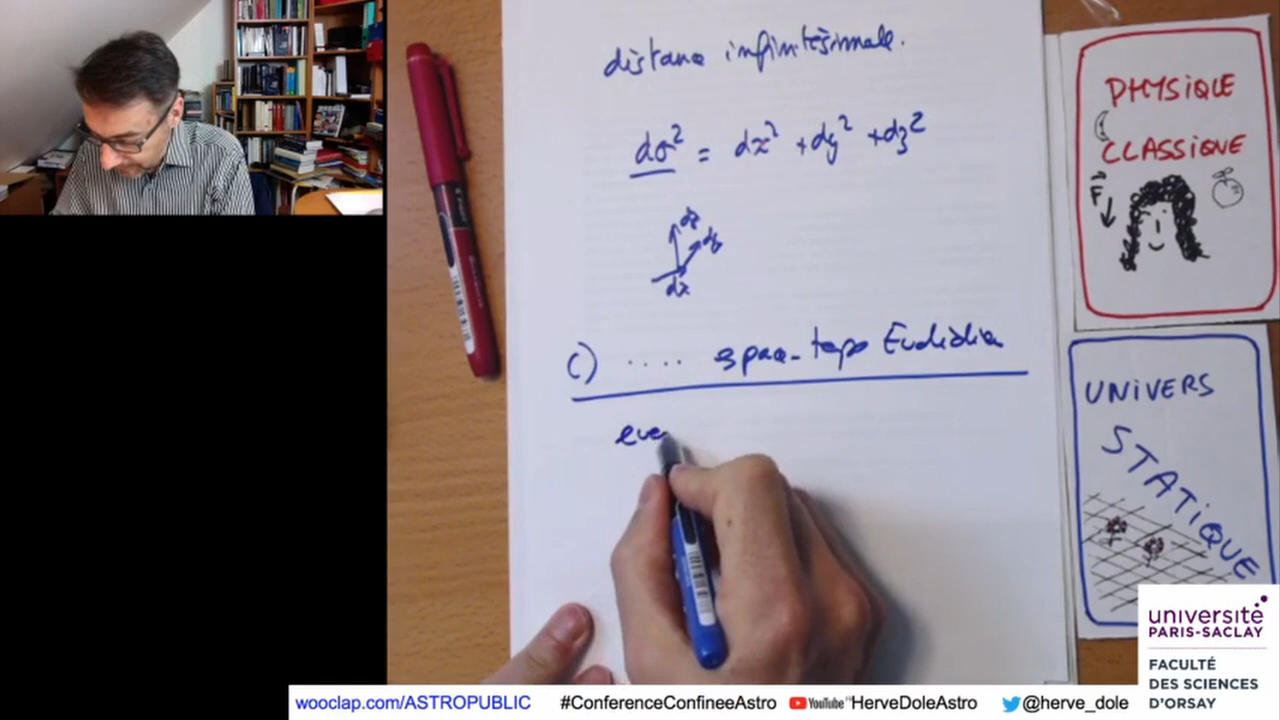 distance infinitésimale.
dσ² = dx² + dy² + dz²
dz
dy
dx
c) .... espace-temps Euclidien
eve
PHYSIQUE
CLASSIQUE
F
UNIVERS
STATIQUE
université
PARIS-SACLAY
FACULTÉ
DES SCIENCES
D'ORSAY
wooclap.com/ASTROPUBLIC #ConferenceConfineeAstro YouTube HerveDoleAstro @herve_dole